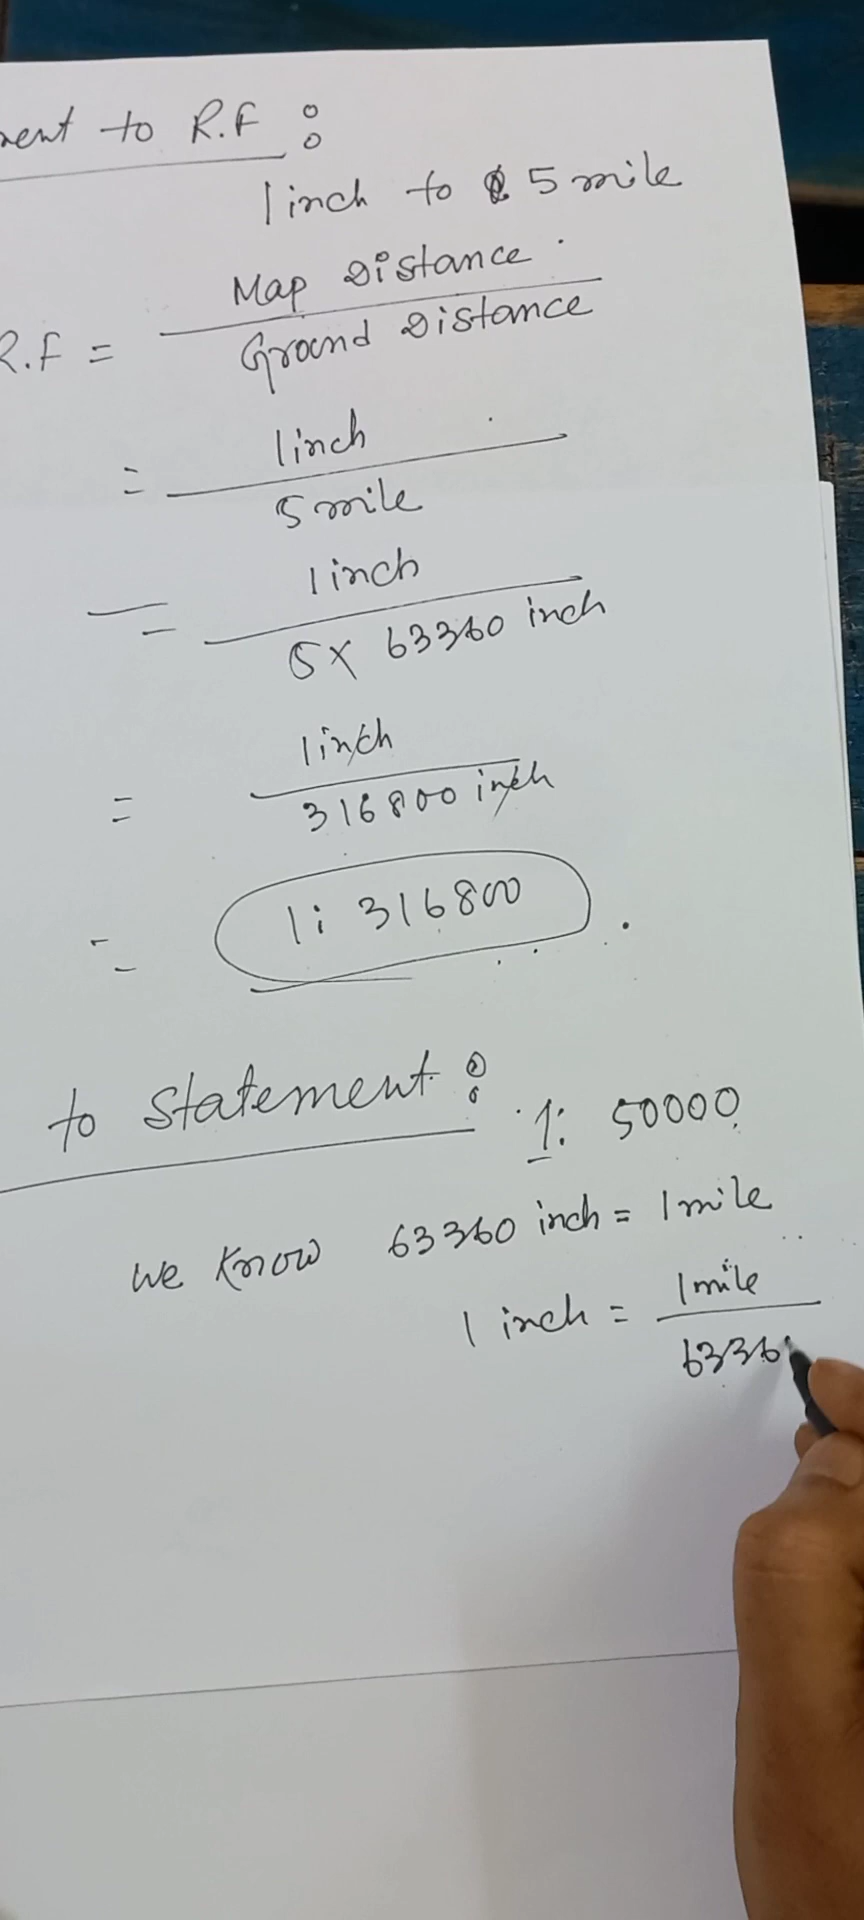 to R.F :
1 inch to 5 mile
R.F = Map Distance / Ground Distance
= 1 inch / 5 mile
= 1 inch / 5 x 63360 inch
= 1 inch / 316800 inch
= 1: 316800
to statement :
1: 50000
we know 63360 inch = 1 mile
1 inch = 1 mile / 6336